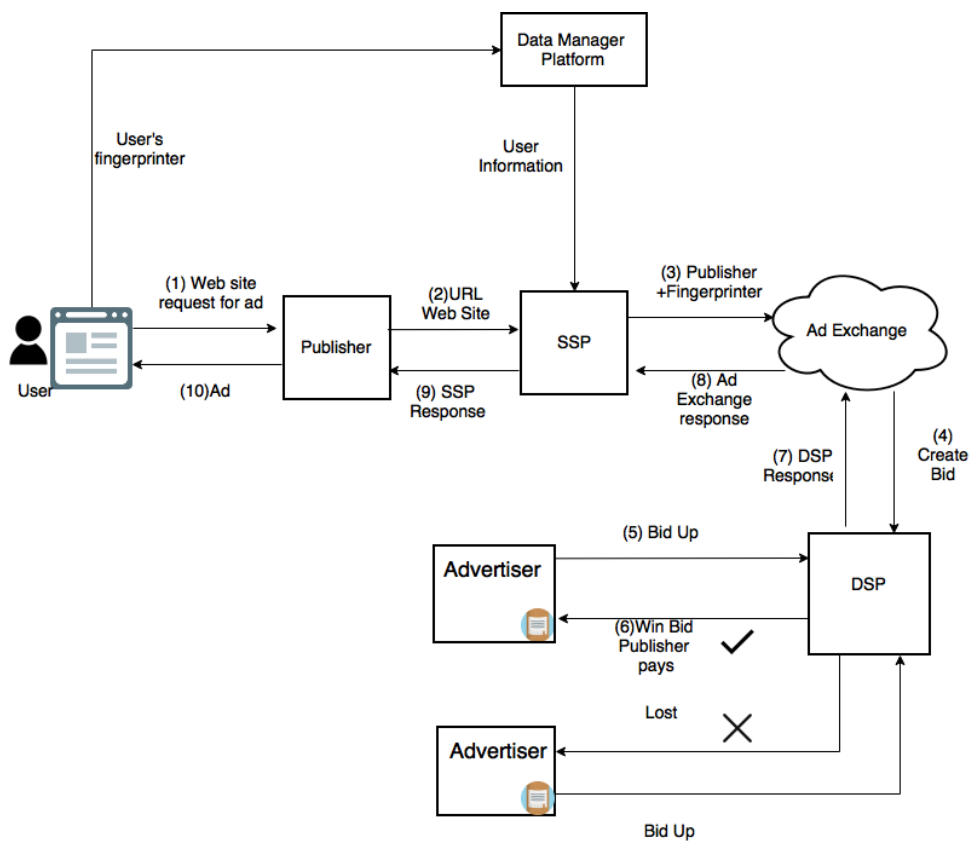 Data Manager
Platform
User's
fingerprinter
User
Information
(1) Web site
request for ad
(2)URL
Web Site
(3) Publisher
+Fingerprinter
Publisher
SSP
Ad Exchange
User
(10)Ad
(9) SSP
Response
(8) Ad
Exchange
response
(7) DSP
Response
(4)
Create
Bid
(5) Bid Up
Advertiser
DSP
(6)Win Bid
Publisher
pays
Lost
Advertiser
Bid Up